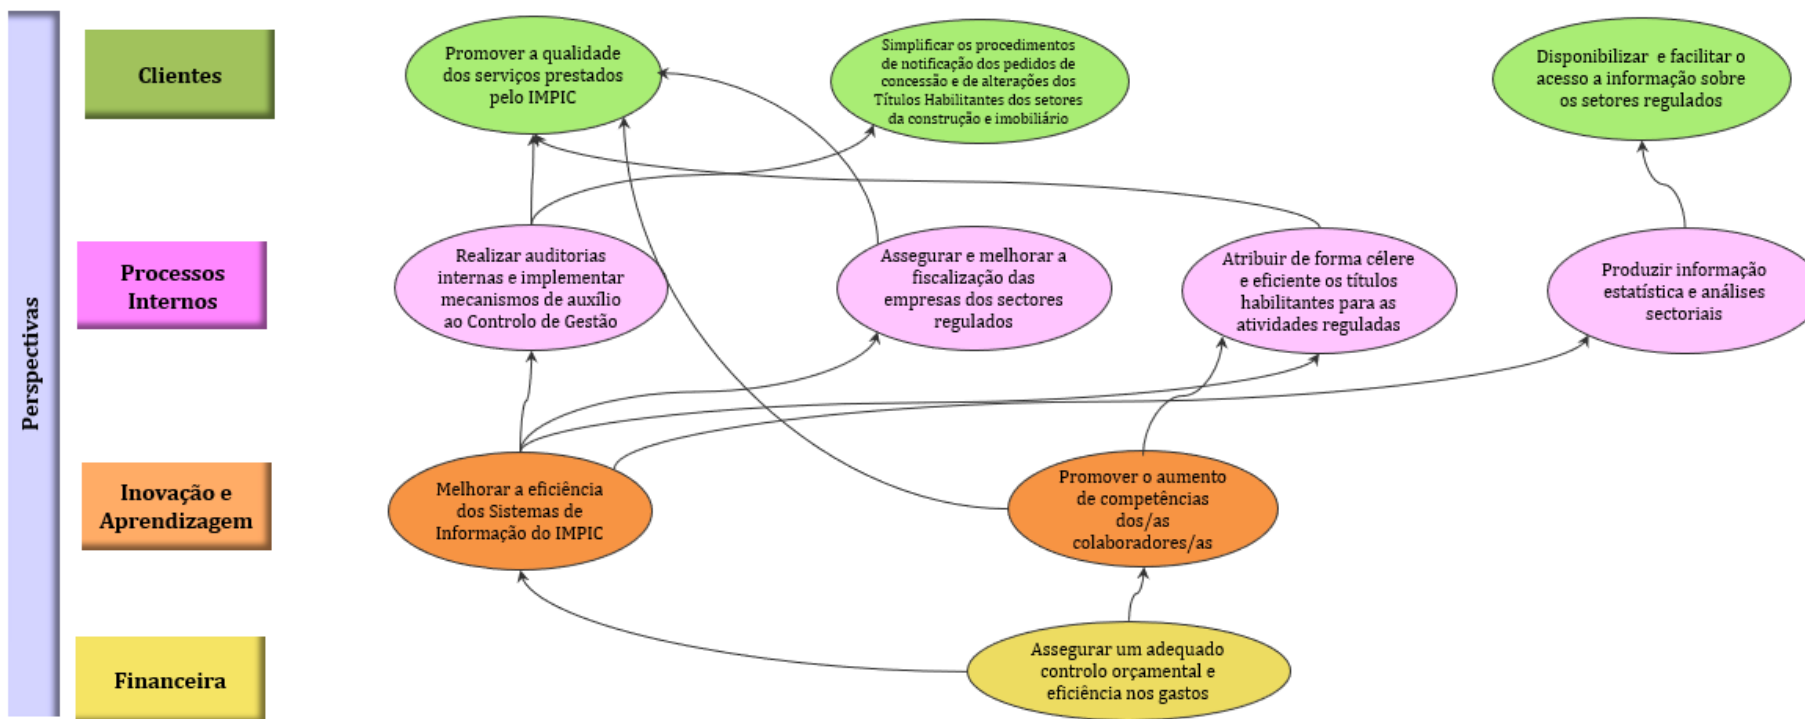 Perspectivas
Clientes
Promover a qualidade
dos serviços prestados
pelo IMPIC
Simplificar os procedimentos
de notificação dos pedidos de
concessão e de alterações dos
Títulos Habilitantes dos setores
da construção e imobiliário
Disponibilizar e facilitar o
acesso a informação sobre
os setores regulados
Processos
Internos
Realizar auditorias
internas e implementar
mecanismos de auxílio
ao Controlo de Gestão
Assegurar e melhorar a
fiscalização das
empresas dos sectores
regulados
Atribuir de forma célere
e eficiente os títulos
habilitantes para as
atividades reguladas
Produzir informação
estatística e análises
sectoriais
Inovação e
Aprendizagem
Melhorar a eficiência
dos Sistemas de
Informação do IMPIC
Promover o aumento
de competências
dos/as
colaboradores/as
Financeira
Assegurar um adequado
controlo orçamental e
eficiência nos gastos